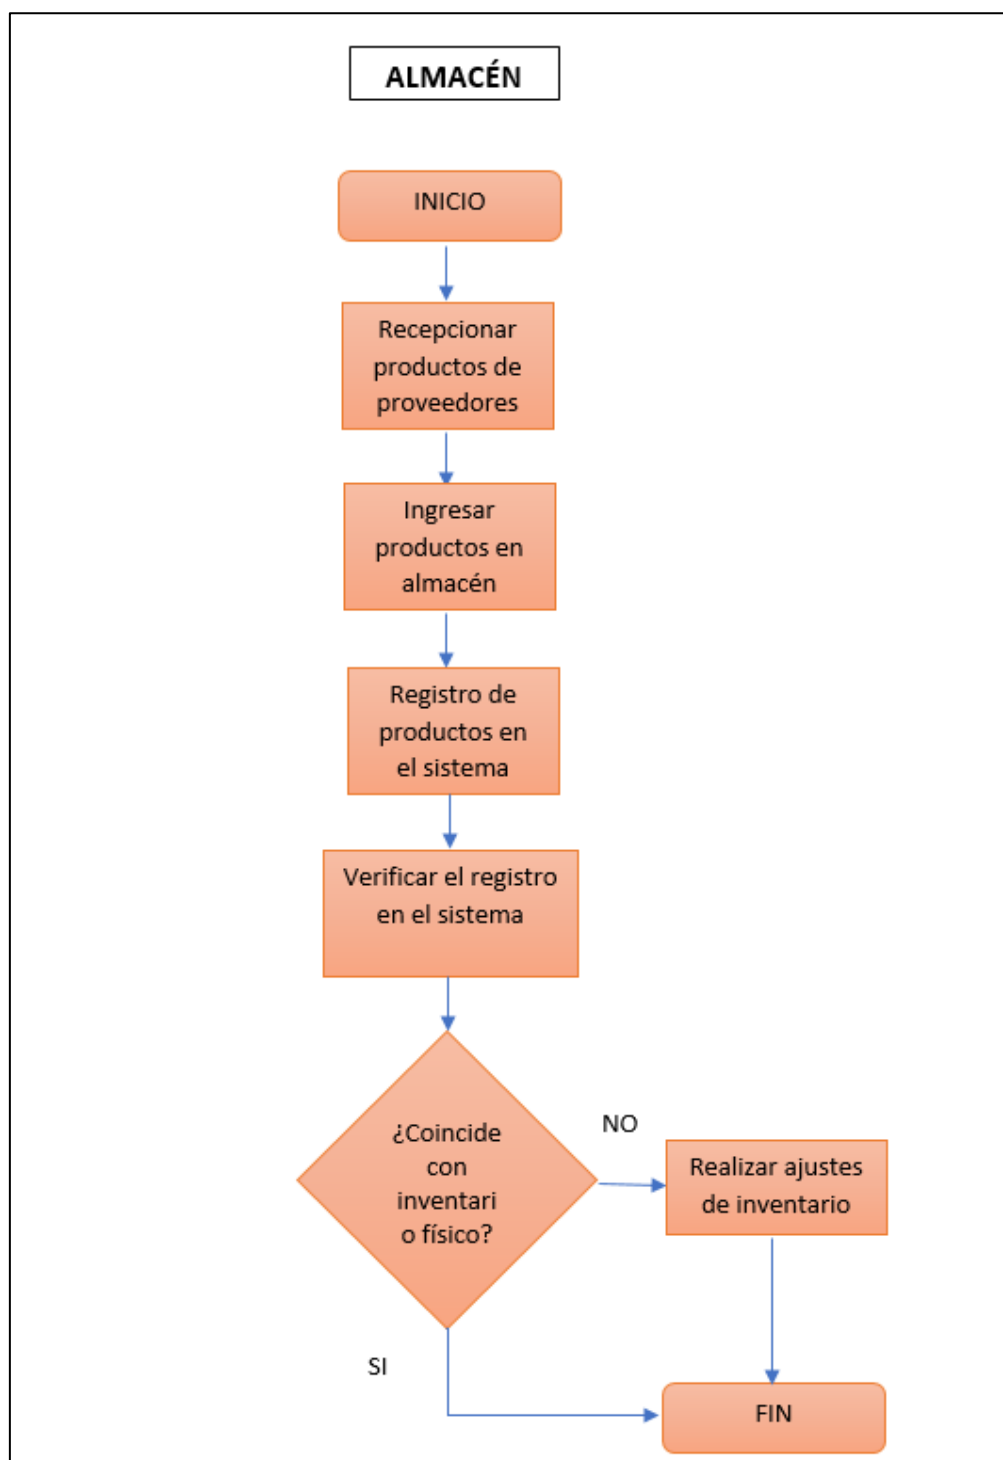 ALMACÉN
INICIO
Recepcionar
productos de
proveedores
Ingresar
productos en
almacén
Registro de
productos en
el sistema
Verificar el registro
en el sistema
¿Coincide
con
inventari
o físico?
NO
Realizar ajustes
de inventario
SI
FIN